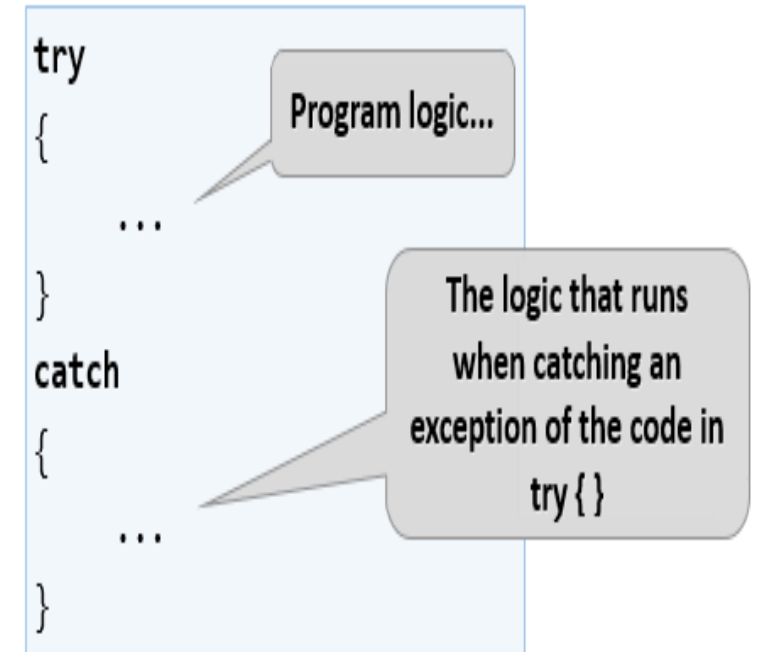 try
{
Program logic...
...
}
catch
{
The logic that runs
when catching an
exception of the code in
try { }
...
}